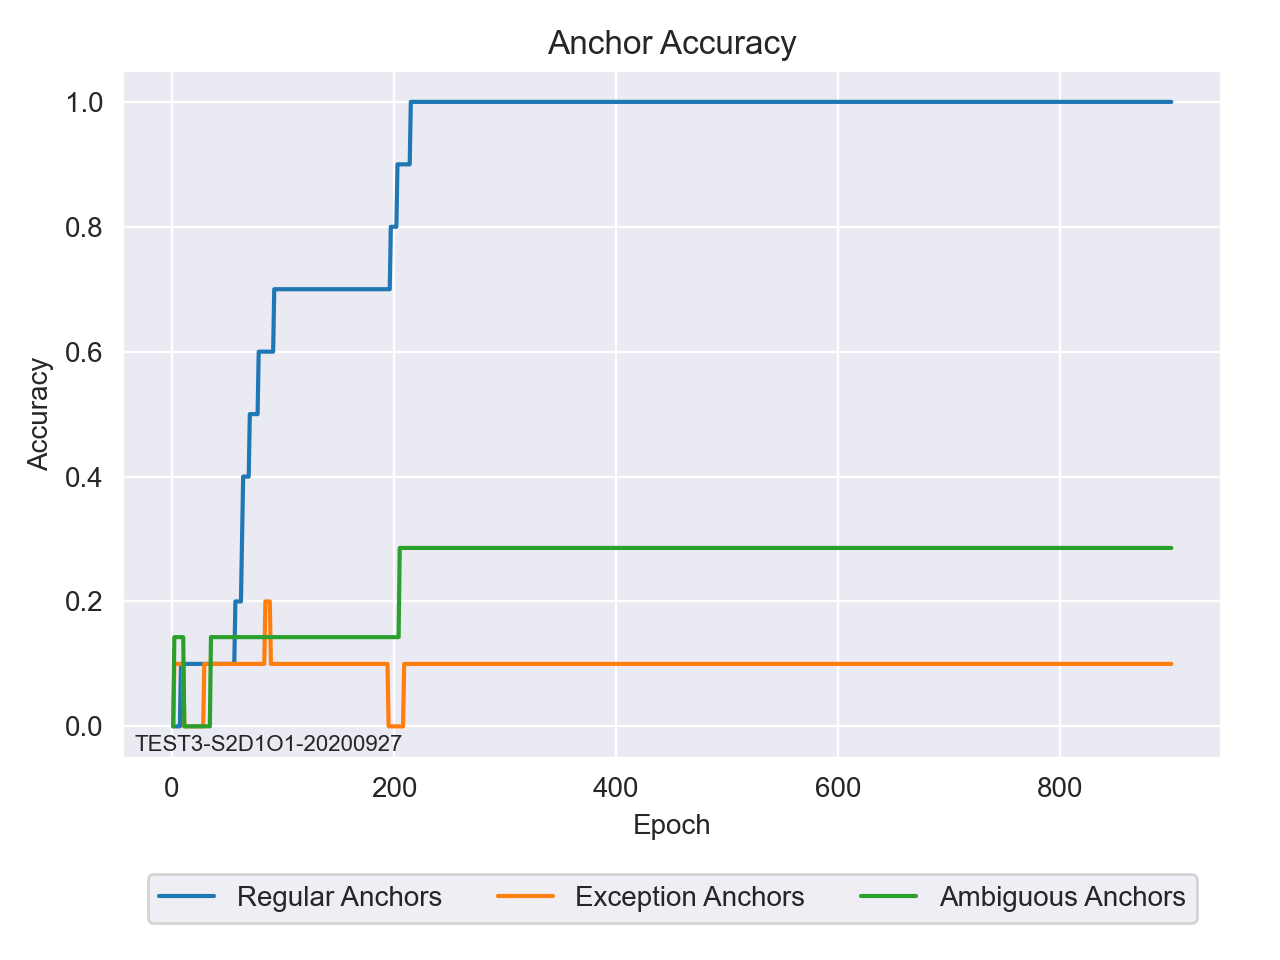 Anchor Accuracy
1.0
0.8
0.6
0.4
0.2
0.0
Accuracy
TEST3-S2D1O1-20200927
0 200 400 600 800
Epoch
Regular Anchors Exception Anchors Ambiguous Anchors